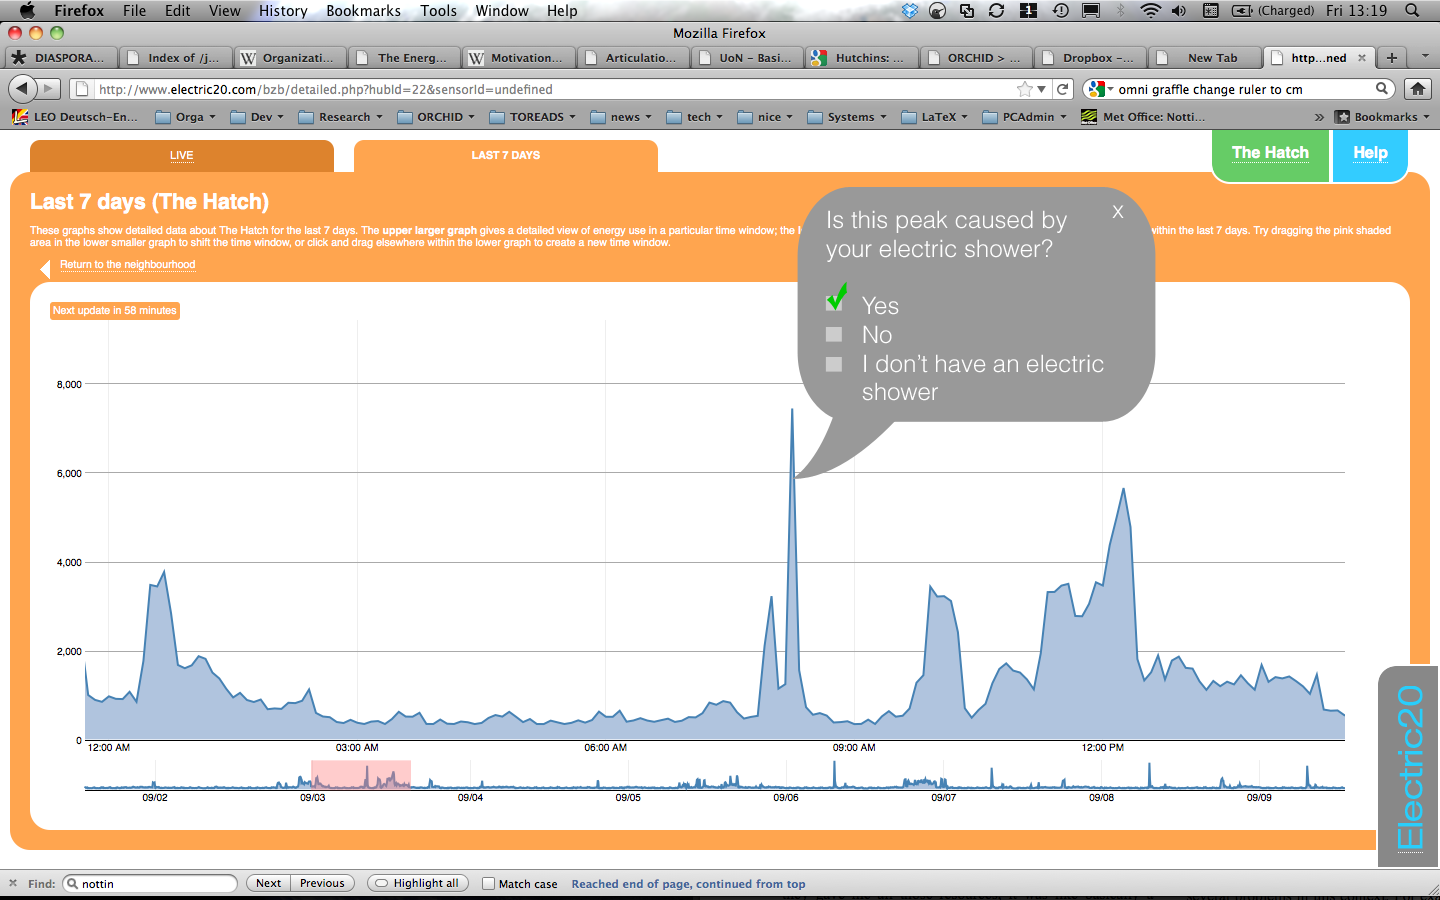 Firefox File Edit View History Bookmarks Tools Window Help 1 (Charged) Fri 13:19
Mozilla Firefox
DIASPORA... Index of /j... Organizati... The Energ... Motivation... Articulatio... UoN – Basi... Hutchins: ... ORCHID > ... Dropbox –... New Tab http...ned
http://www.electric20.com/bzb/detailed.php?hubId=22&sensorId=undefined omni graffle change ruler to cm
LEO Deutsch-En... Orga Dev Research ORCHID TOREADS news tech nice Systems LaTeX PCAdmin Met Office: Notti... » Bookmarks
LIVE LAST 7 DAYS The Hatch Help
Last 7 days (The Hatch)
These graphs show detailed data about The Hatch for the last 7 days. The upper larger graph gives a detailed view of energy use in a particular time window; the within the last 7 days. Try dragging the pink shaded
area in the lower smaller graph to shift the time window, or click and drag elsewhere within the lower graph to create a new time window.
Return to the neighbourhood
Is this peak caused by
your electric shower?
X
Yes
No
I don't have an electric
shower
Next update in 58 minutes
8,000
6,000
4,000
2,000
0
12:00 AM 03:00 AM 06:00 AM 09:00 AM 12:00 PM
09/02 09/03 09/04 09/05 09/06 09/07 09/08 09/09
Electric20
Find: nottin Next Previous Highlight all Match case Reached end of page, continued from top